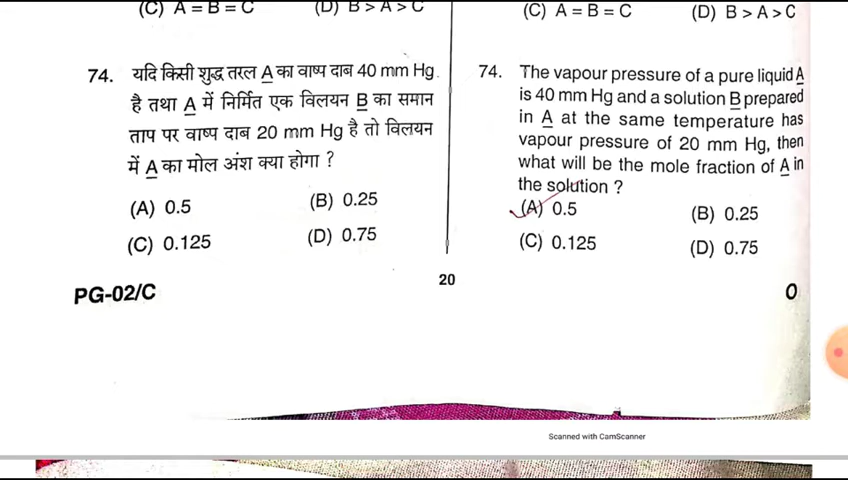 (C) A = B = C
(D) B > A > C
74. यदि किसी शुद्ध तरल A का वाष्प दाब 40 mm Hg
है तथा A में निर्मित एक विलयन B का समान
ताप पर वाष्प दाब 20 mm Hg है तो विलयन
में A का मोल अंश क्या होगा ?
(A) 0.5
(B) 0.25
(C) 0.125
(D) 0.75
(C) A = B = C
(D) B > A > C
74. The vapour pressure of a pure liquid A
is 40 mm Hg and a solution B prepared
in A at the same temperature has
vapour pressure of 20 mm Hg, then
what will be the mole fraction of A in
the solution ?
(A) 0.5
(B) 0.25
(C) 0.125
(D) 0.75
PG-02/C
20
O
Scanned with CamScanner